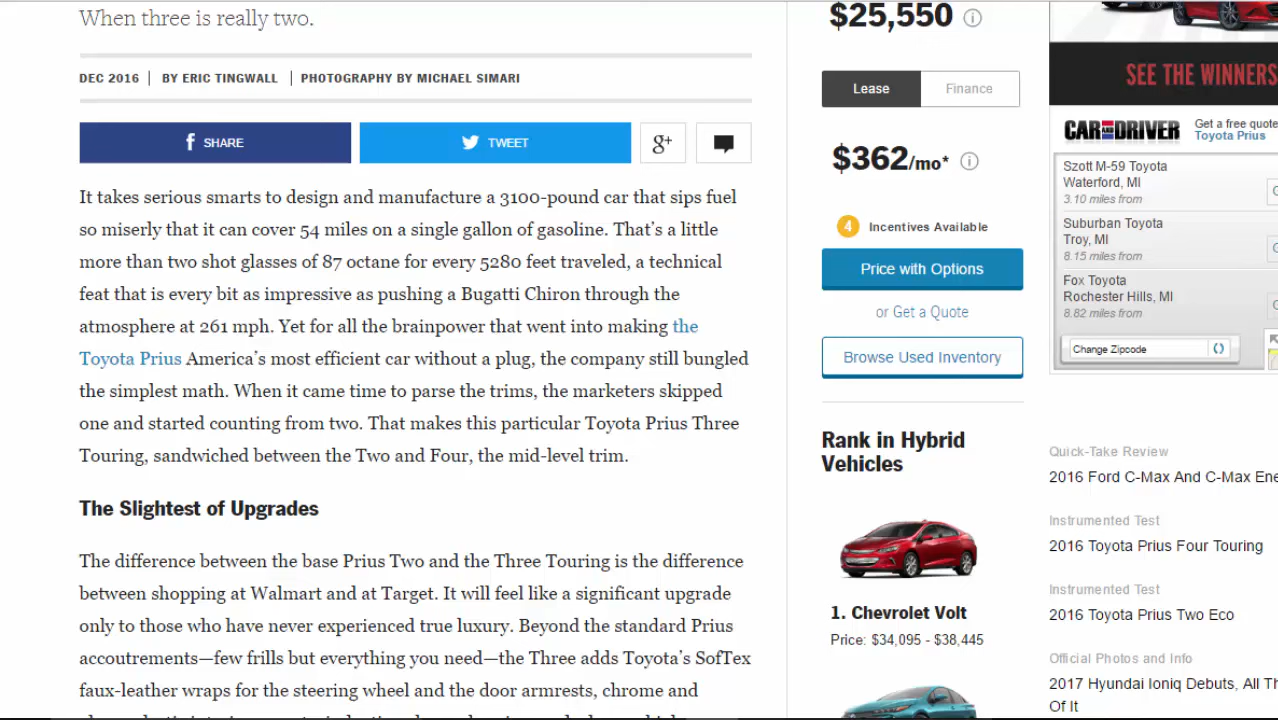 When three is really two.
DEC 2016 | BY ERIC TINGWALL | PHOTOGRAPHY BY MICHAEL SIMARI
f SHARE
TWEET
g+
It takes serious smarts to design and manufacture a 3100-pound car that sips fuel
so miserly that it can cover 54 miles on a single gallon of gasoline. That's a little
more than two shot glasses of 87 octane for every 5280 feet traveled, a technical
feat that is every bit as impressive as pushing a Bugatti Chiron through the
atmosphere at 261 mph. Yet for all the brainpower that went into making the
Toyota Prius America's most efficient car without a plug, the company still bungled
the simplest math. When it came time to parse the trims, the marketers skipped
one and started counting from two. That makes this particular Toyota Prius Three
Touring, sandwiched between the Two and Four, the mid-level trim.
The Slightest of Upgrades
The difference between the base Prius Two and the Three Touring is the difference
between shopping at Walmart and at Target. It will feel like a significant upgrade
only to those who have never experienced true luxury. Beyond the standard Prius
accoutrements—few frills but everything you need—the Three adds Toyota's SofTex
faux-leather wraps for the steering wheel and the door armrests, chrome and
$25,550
Lease
Finance
$362/mo*
4 Incentives Available
Price with Options
or Get a Quote
Browse Used Inventory
Rank in Hybrid
Vehicles
1. Chevrolet Volt
Price: $34,095 - $38,445
SEE THE WINNERS
CAR AND DRIVER
Get a free quote
Toyota Prius
Szott M-59 Toyota
Waterford, MI
3.10 miles from
Suburban Toyota
Troy, MI
8.15 miles from
Fox Toyota
Rochester Hills, MI
8.82 miles from
Change Zipcode
Quick-Take Review
2016 Ford C-Max And C-Max Ene
Instrumented Test
2016 Toyota Prius Four Touring
Instrumented Test
2016 Toyota Prius Two Eco
Official Photos and Info
2017 Hyundai Ioniq Debuts, All Th
Of It